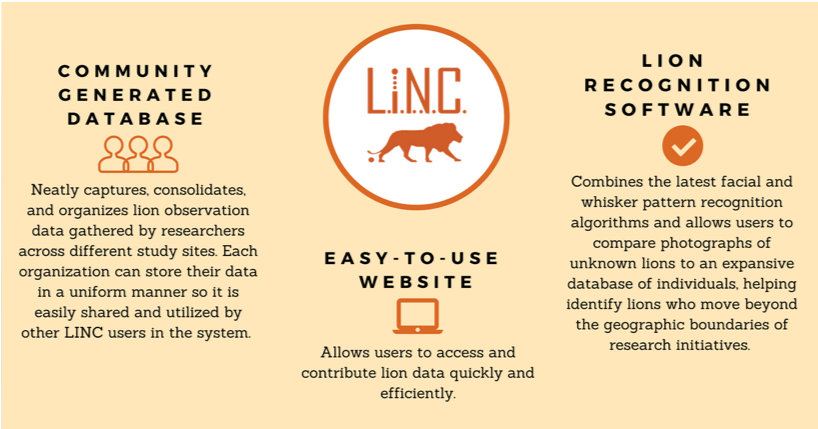 COMMUNITY
GENERATED
DATABASE
Neatly captures, consolidates,
and organizes lion observation
data gathered by researchers
across different study sites. Each
organization can store their data
in a uniform manner so it is
easily shared and utilized by
other LINC users in the system.
L.i.N.C.
EASY-TO-USE
WEBSITE
Allows users to access and
contribute lion data quickly and
efficiently.
LION
RECOGNITION
SOFTWARE
Combines the latest facial and
whisker pattern recognition
algorithms and allows users to
compare photographs of
unknown lions to an expansive
database of individuals, helping
identify lions who move beyond
the geographic boundaries of
research initiatives.